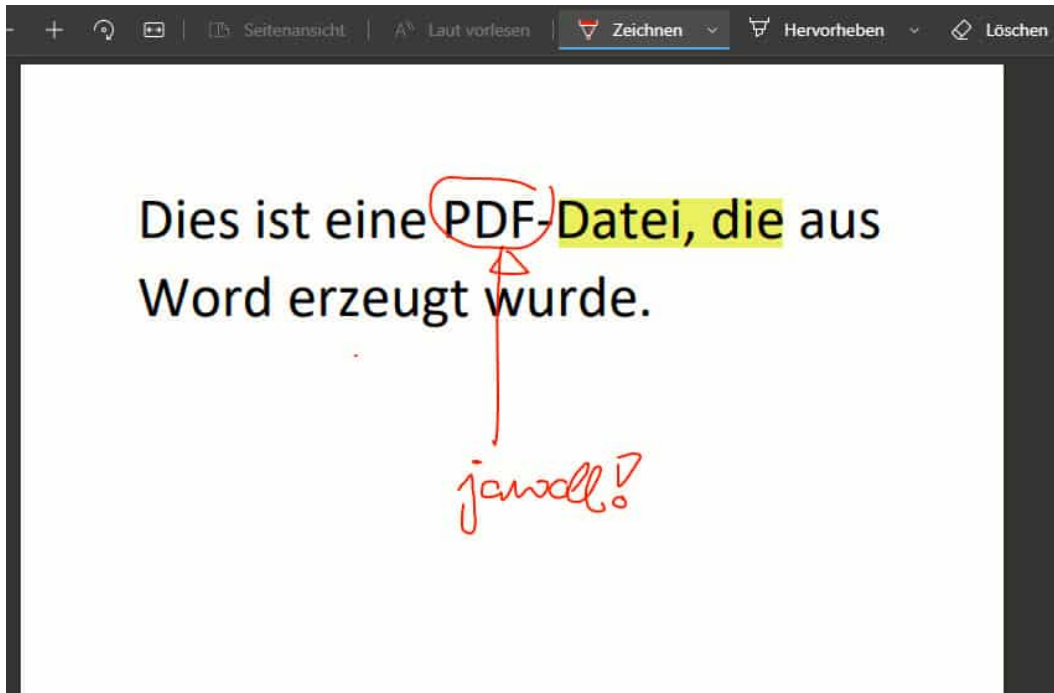 Seitenansicht Laut vorlesen Zeichnen Hervorheben Löschen
Dies ist eine PDF-Datei, die aus
Word erzeugt wurde.
jawoll!